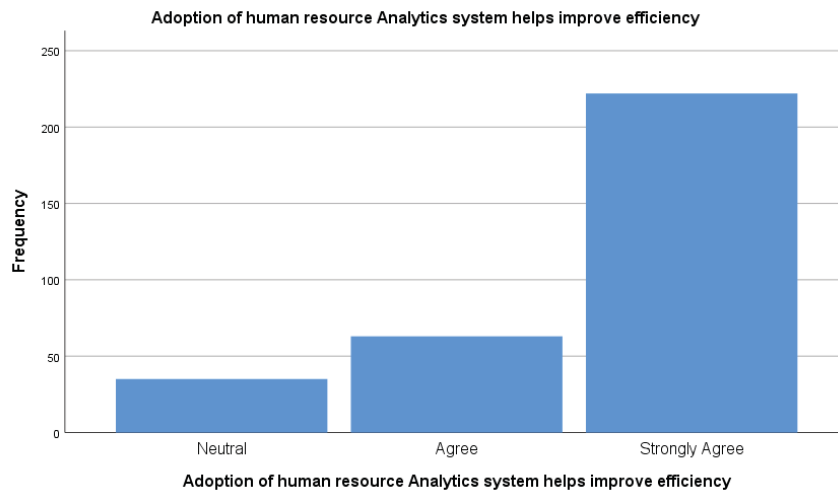 Adoption of human resource Analytics system helps improve efficiency
250
200
150
100
50
0
Frequency
Neutral Agree Strongly Agree
Adoption of human resource Analytics system helps improve efficiency